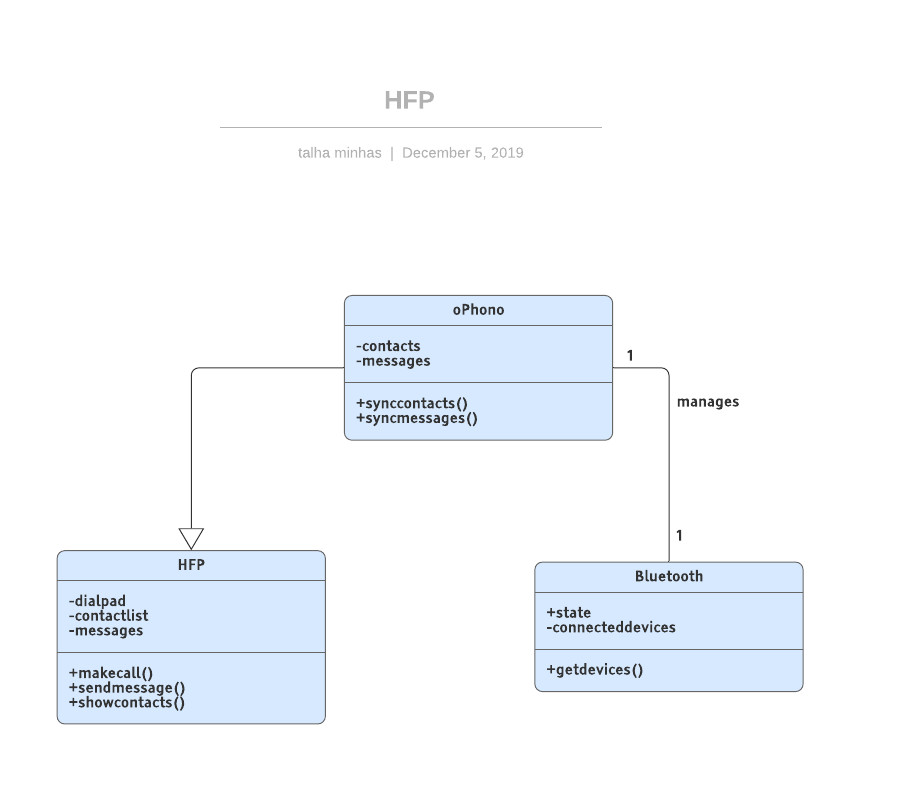 HFP
talha minhas | December 5, 2019
oPhono
-contacts
-messages
+synccontacts()
+syncmessages()
1
manages
1
HFP
-dialpad
-contactlist
-messages
+makecall()
+sendmessage()
+showcontacts()
Bluetooth
+state
-connecteddevices
+getdevices()